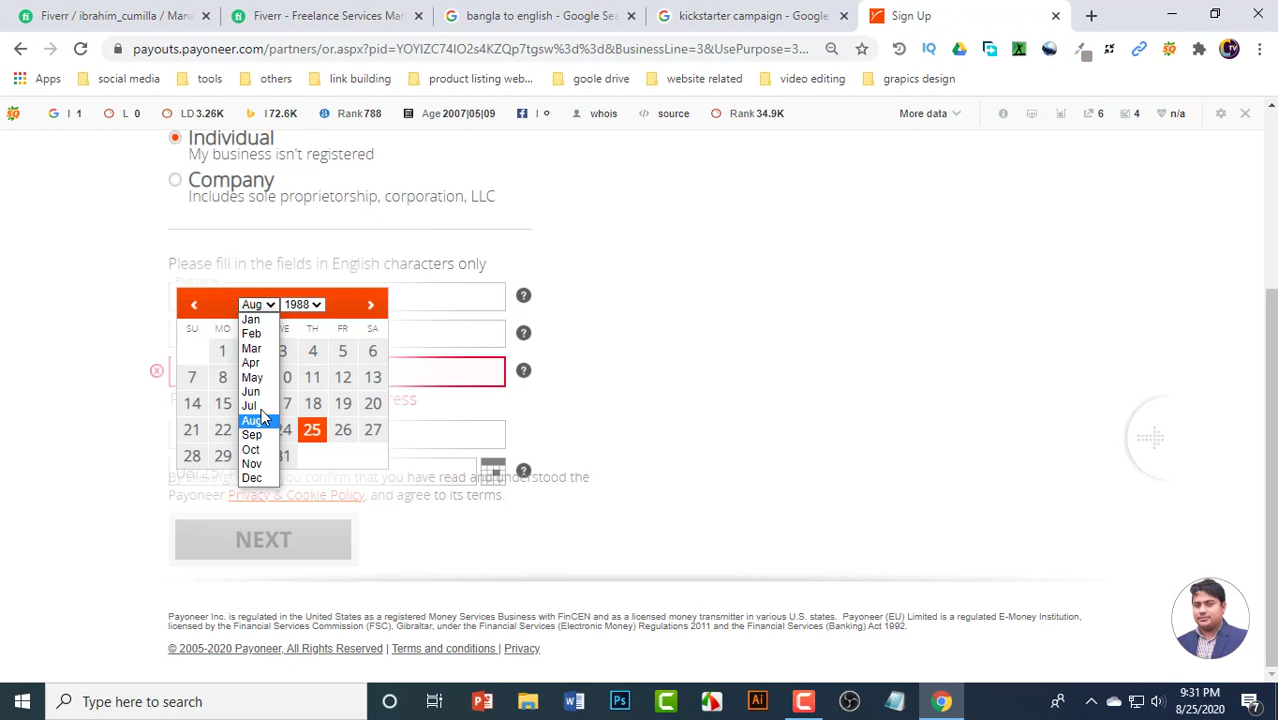 Fiverr / ibrahim_cumilla / Mana
Fiverr - Freelance Services Mar
bangla to english - Google Sea
kickstarter campaign - Google
Sign Up
payouts.payoneer.com/partners/or.aspx?pid=YOYIZC74IO2s4KZQp7tgsw%3d%3d&BusinessLine=3&UsePurpose=3...
Apps
social media
tools
others
link building
product listing web...
goole drive
website related
video editing
grapics design
I 1
L 0
LD 3.26K
I 72.6K
Rank 788
Age 2007|05|09
I
whois
source
Rank 34.9K
More data
6
4
n/a
Individual
My business isn't registered
Company
Includes sole proprietorship, corporation, LLC
Please fill in the fields in English characters only
Aug 1988
SU MO WE TH FR SA
Jan
Feb
Mar
Apr
May
Jun
Jul
Aug
Sep
Oct
Nov
Dec
1 3 4 5 6
7 8 0 11 12 13
14 15 7 18 19 20
21 22 24 25 26 27
28 29 31
ess
By clicking you confirm that you have read and understood the
Payoneer Privacy & Cookie Policy, and agree to its terms.
NEXT
Payoneer Inc. is regulated in the United States as a registered Money Services Business with FinCEN and as a licensed money transmitter in various U.S. states. Payoneer (EU) Limited is a regulated E-Money Institution,
licensed by the Financial Services Commission (FSC), Gibraltar, under the Financial Services (Electronic Money) Regulations 2011 and the Financial Services (Banking) Act 1992.
© 2005-2020 Payoneer, All Rights Reserved | Terms and conditions | Privacy
Type here to search
9:31 PM
8/25/2020